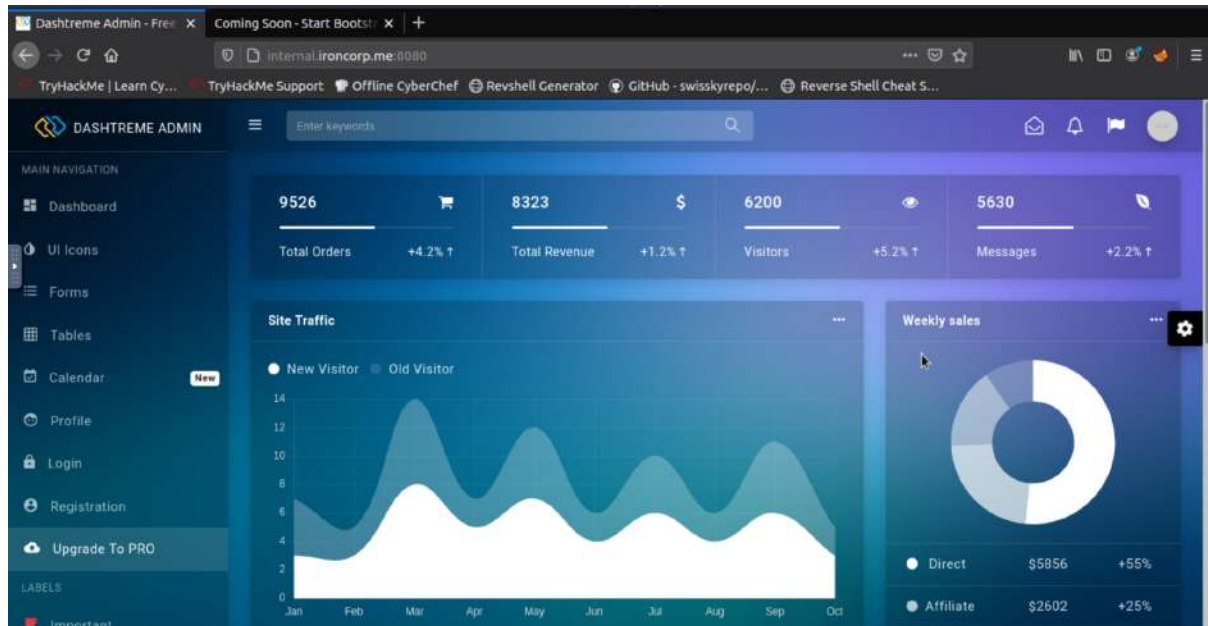 Dashtreme Admin - Free
Coming Soon - Start Bootstr
internal.ironcorp.me:8080
TryHackMe | Learn Cy...
TryHackMe Support
Offline CyberChef
Revshell Generator
GitHub - swisskyrepo/...
Reverse Shell Cheat S...
DASHTREME ADMIN
Enter keywords
MAIN NAVIGATION
Dashboard
UI Icons
Forms
Tables
Calendar
New
Profile
Login
Registration
Upgrade To PRO
LABELS
Important
9526
Total Orders +4.2% ↑
8323 $
Total Revenue +1.2% ↑
6200
Visitors +5.2% ↑
5630
Messages +2.2% ↑
Site Traffic
New Visitor Old Visitor
14
12
10
8
6
4
2
0
Jan Feb Mar Apr May Jun Jul Aug Sep Oct
Weekly sales
Direct $5856 +55%
Affiliate $2602 +25%